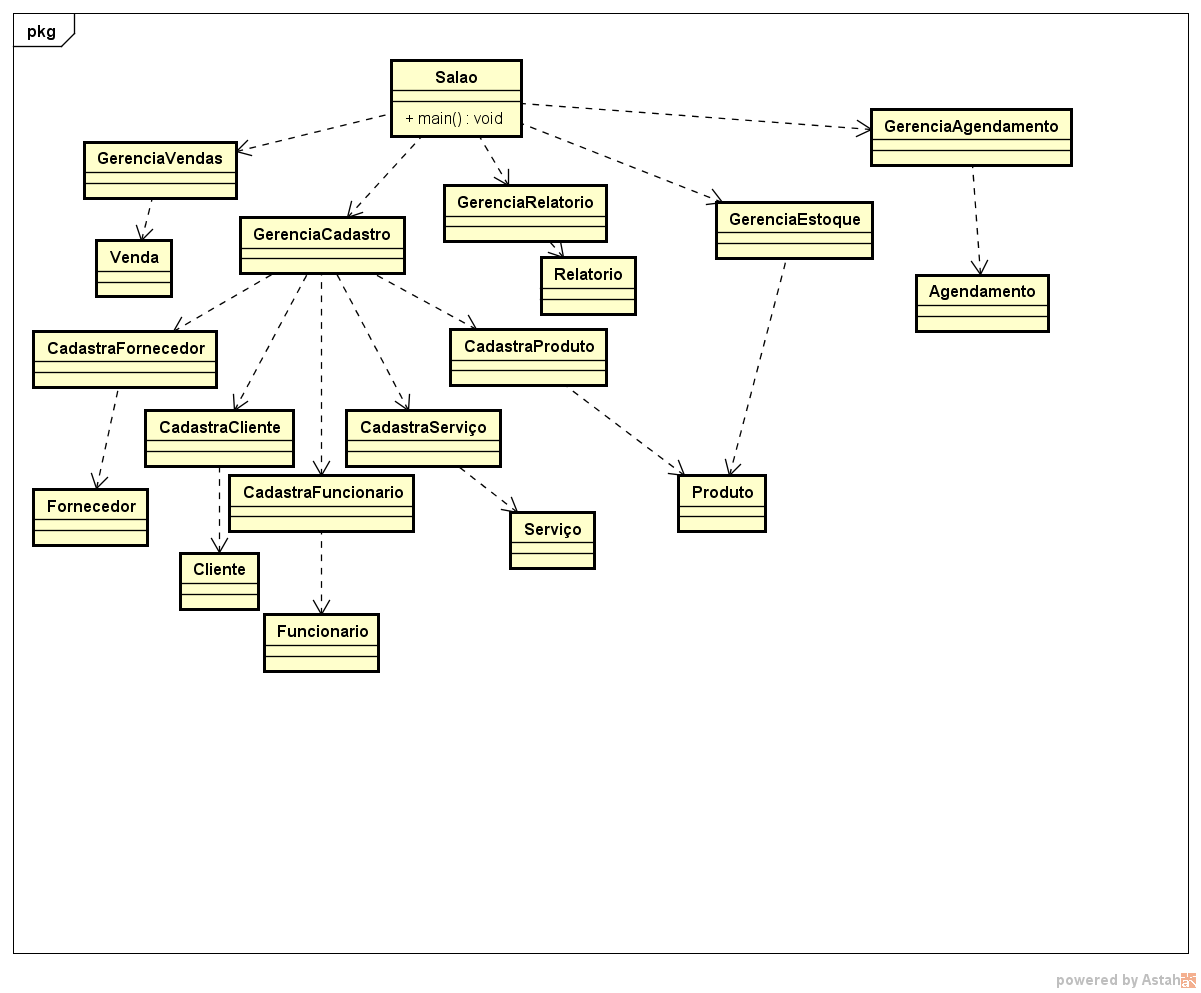 pkg
Salao
+ main() : void
GerenciaAgendamento
GerenciaVendas
GerenciaRelatorio
GerenciaEstoque
GerenciaCadastro
Venda
Relatorio
Agendamento
CadastraFornecedor
CadastraProduto
CadastraCliente
CadastraServiço
CadastraFuncionario
Produto
Fornecedor
Serviço
Cliente
Funcionario
powered by Astah